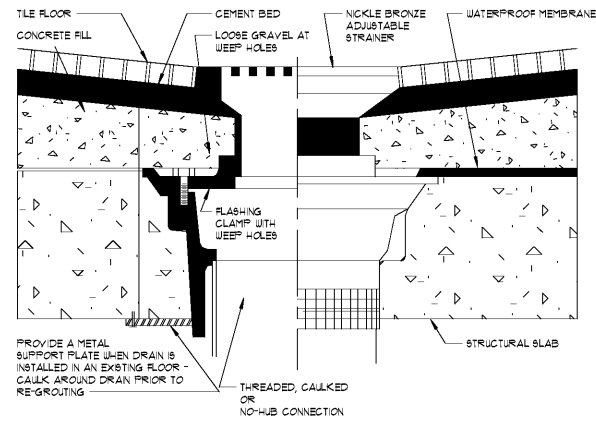 TILE FLOOR
CEMENT BED
NICKLE BRONZE
ADJUSTABLE
STRAINER
WATERPROOF MEMBRANE
CONCRETE FILL
LOOSE GRAVEL AT
WEEP HOLES
FLASHING
CLAMP WITH
WEEP HOLES
PROVIDE A METAL
SUPPORT PLATE WHEN DRAIN IS
INSTALLED IN AN EXSTING FLOOR -
CAULK AROUND DRAIN PRIOR TO
RE-GROUTING
STRUCTURAL SLAB
THREADED, CAULKED
OR
NO-HUB CONNECTION